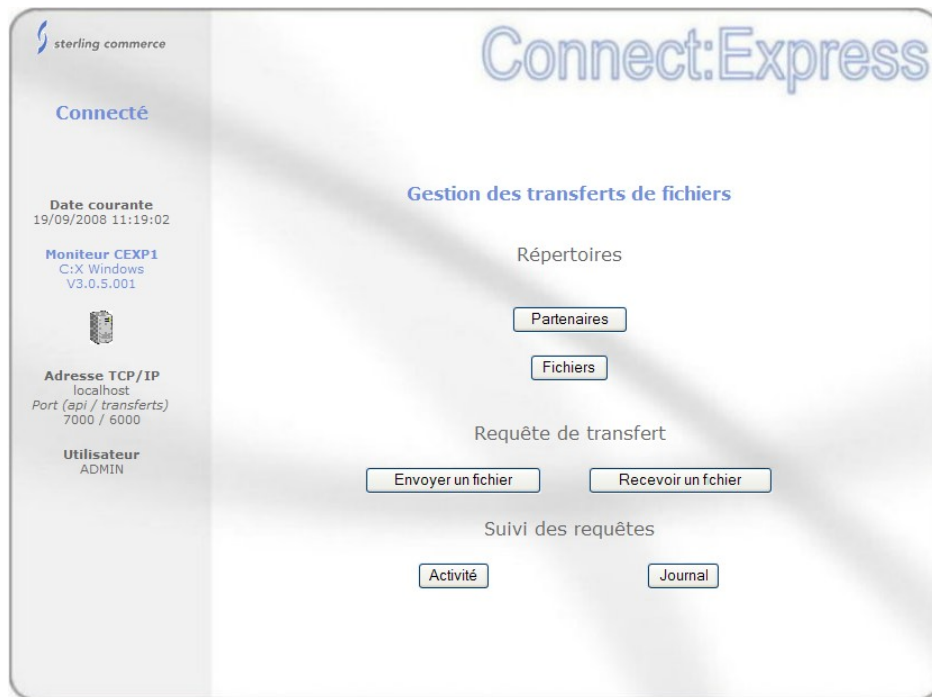 sterling commerce
Connect:Express
Connecté
Date courante
19/09/2008 11:19:02
Moniteur CEXP1
C:X Windows
V3.0.5.001
Adresse TCP/IP
localhost
Port (api / transferts)
7000 / 6000
Utilisateur
ADMIN
Gestion des transferts de fichiers
Répertoires
Partenaires
Fichiers
Requête de transfert
Envoyer un fichier
Recevoir un fchier
Suivi des requêtes
Activité
Journal